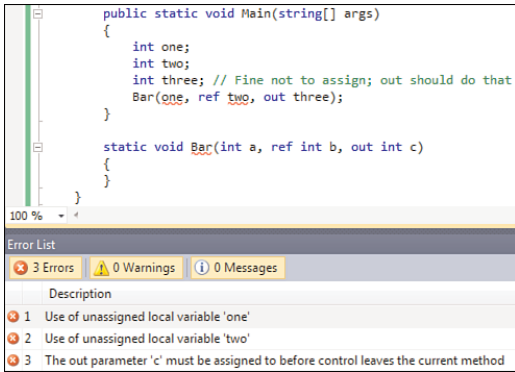 public static void Main(string[] args)
{
int one;
int two;
int three; // Fine not to assign; out should do that
Bar(one, ref two, out three);
}
static void Bar(int a, ref int b, out int c)
{
}
}
100 %
Error List
3 Errors
0 Warnings
0 Messages
Description
1 Use of unassigned local variable 'one'
2 Use of unassigned local variable 'two'
3 The out parameter 'c' must be assigned to before control leaves the current method